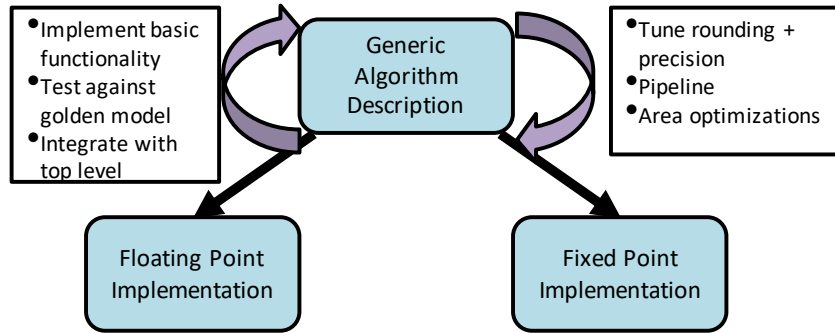 •Implement basic
functionality
•Test against
golden model
•Integrate with
top level
Generic
Algorithm
Description
•Tune rounding +
precision
•Pipeline
•Area optimizations
Floating Point
Implementation
Fixed Point
Implementation